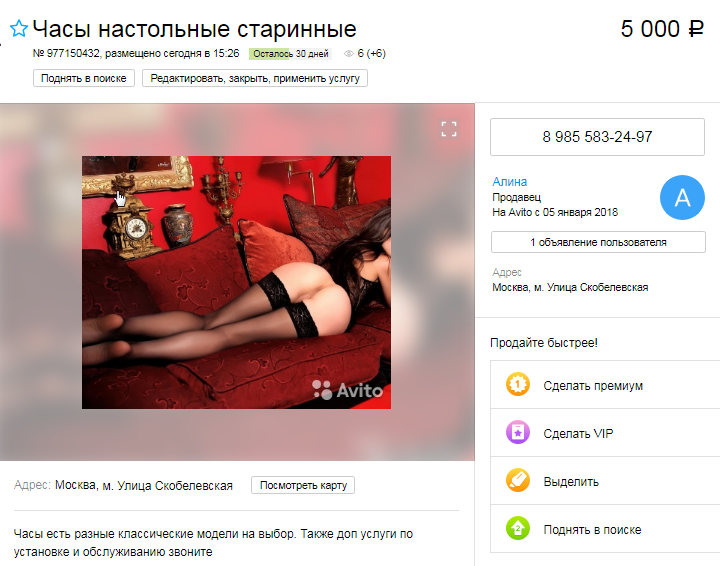 Часы настольные старинные
5 000 ₽
№ 977150432, размещено сегодня в 15:26 Осталось 30 дней 6 (+6)
Поднять в поиске
Редактировать, закрыть, применить услугу
8 985 583-24-97
Алина
Продавец
На Avito с 05 января 2018
А
1 объявление пользователя
Адрес
Москва, м. Улица Скобелевская
Продайте быстрее!
1 Сделать премиум
Сделать VIP
Выделить
2 Поднять в поиске
Avito
Адрес: Москва, м. Улица Скобелевская
Посмотреть карту
Часы есть разные классические модели на выбор. Также доп услуги по
установке и обслуживанию звоните